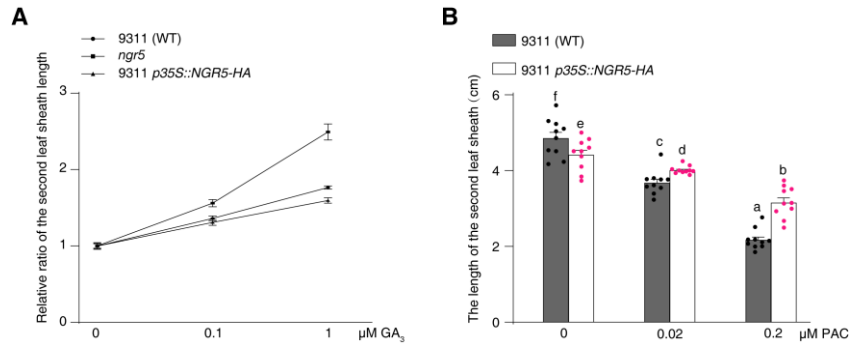 A
9311 (WT)
ngr5
9311 p35S::NGR5-HA
Relative ratio of the second leaf sheath length
3
2
1
0
0
0.1
1
µM GA3
B
9311 (WT)
9311 p35S::NGR5-HA
The length of the second leaf sheath (cm)
6
4
2
0
f
e
c
d
a
b
0
0.02
0.2
µM PAC